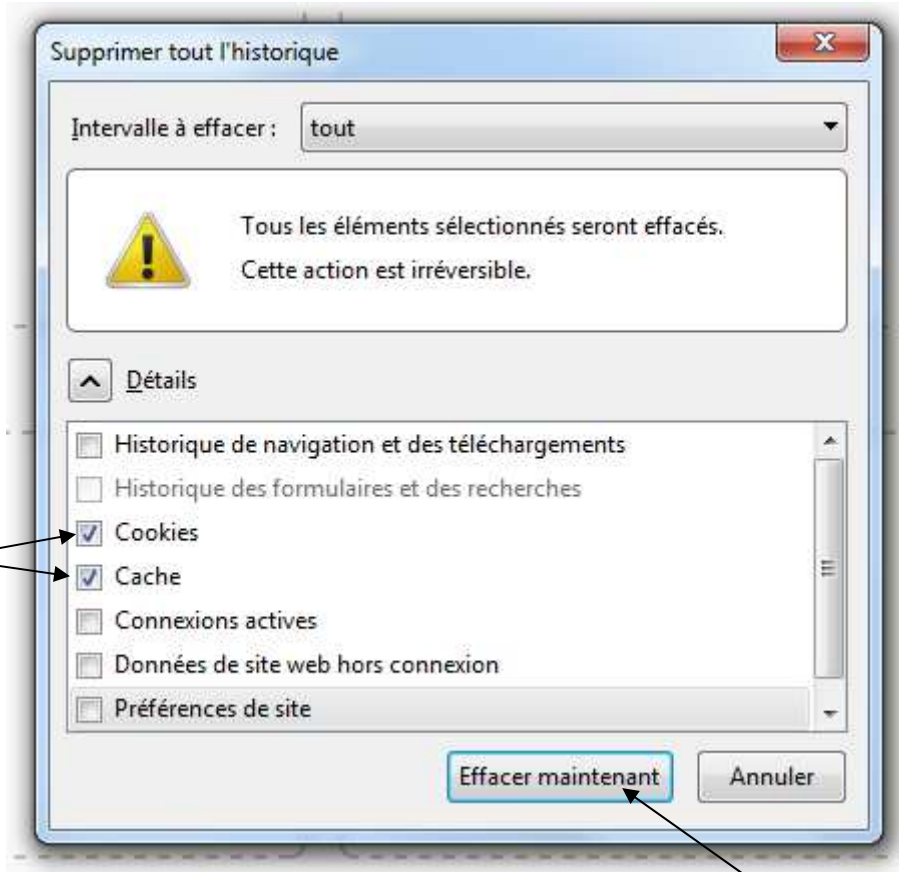 Supprimer tout l'historique
Intervalle à effacer : tout
Tous les éléments sélectionnés seront effacés.
Cette action est irréversible.
Détails
Historique de navigation et des téléchargements
Historique des formulaires et des recherches
Cookies
Cache
Connexions actives
Données de site web hors connexion
Préférences de site
Effacer maintenant Annuler